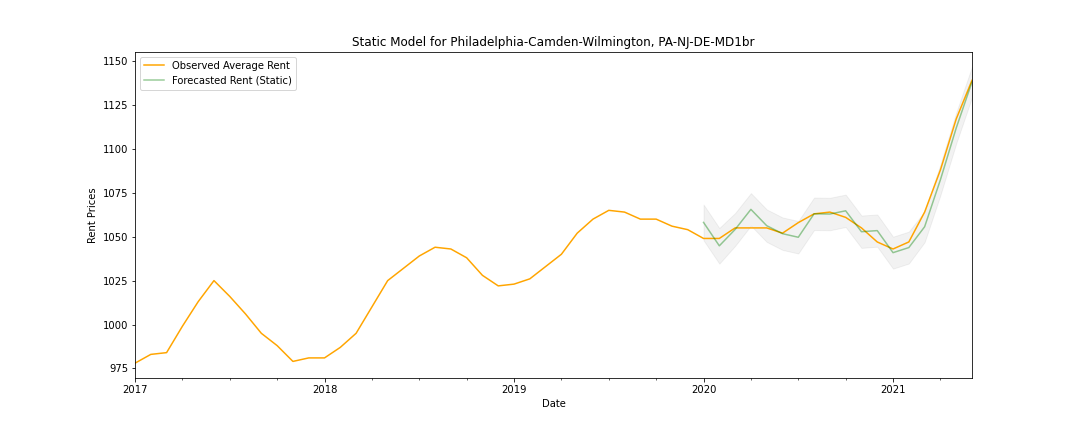 Static Model for Philadelphia-Camden-Wilmington, PA-NJ-DE-MD1br
Observed Average Rent
Forecasted Rent (Static)
1150
1125
1100
1075
1050
1025
1000
975
Rent Prices
2017 2018 2019 2020 2021
Date